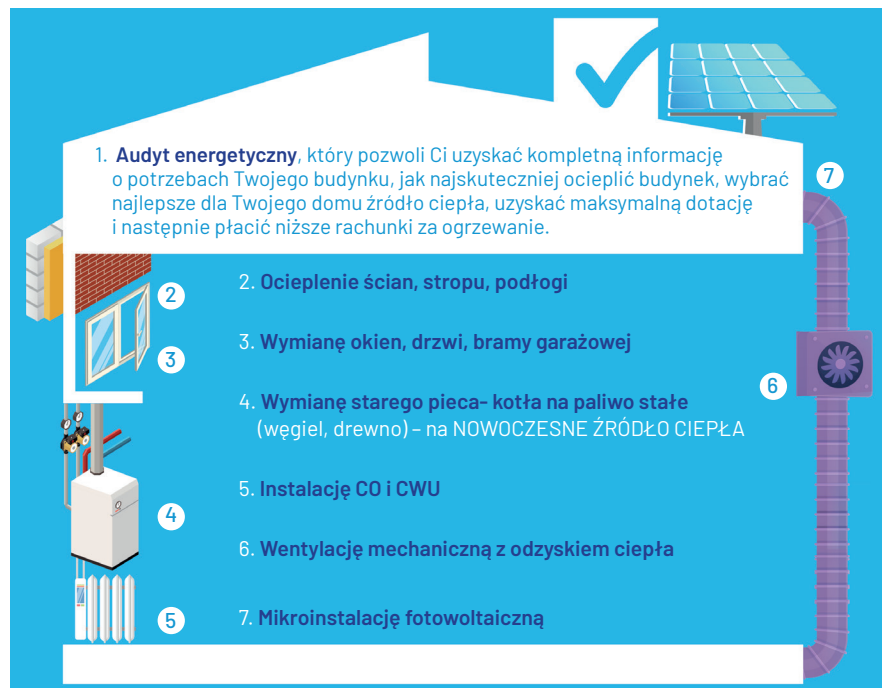 1. Audyt energetyczny, który pozwoli Ci uzyskać kompletną informację
o potrzebach Twojego budynku, jak najskuteczniej ocieplić budynek, wybrać
najlepsze dla Twojego domu źródło ciepła, uzyskać maksymalną dotację
i następnie płacić niższe rachunki za ogrzewanie.
7
2
2. Ocieplenie ścian, stropu, podłogi
3
3. Wymianę okien, drzwi, bramy garażowej
6
4. Wymianę starego pieca- kotła na paliwo stałe
(węgiel, drewno) – na NOWOCZESNE ŹRÓDŁO CIEPŁA
4
5. Instalację CO i CWU
6. Wentylację mechaniczną z odzyskiem ciepła
5
7. Mikroinstalację fotowoltaiczną